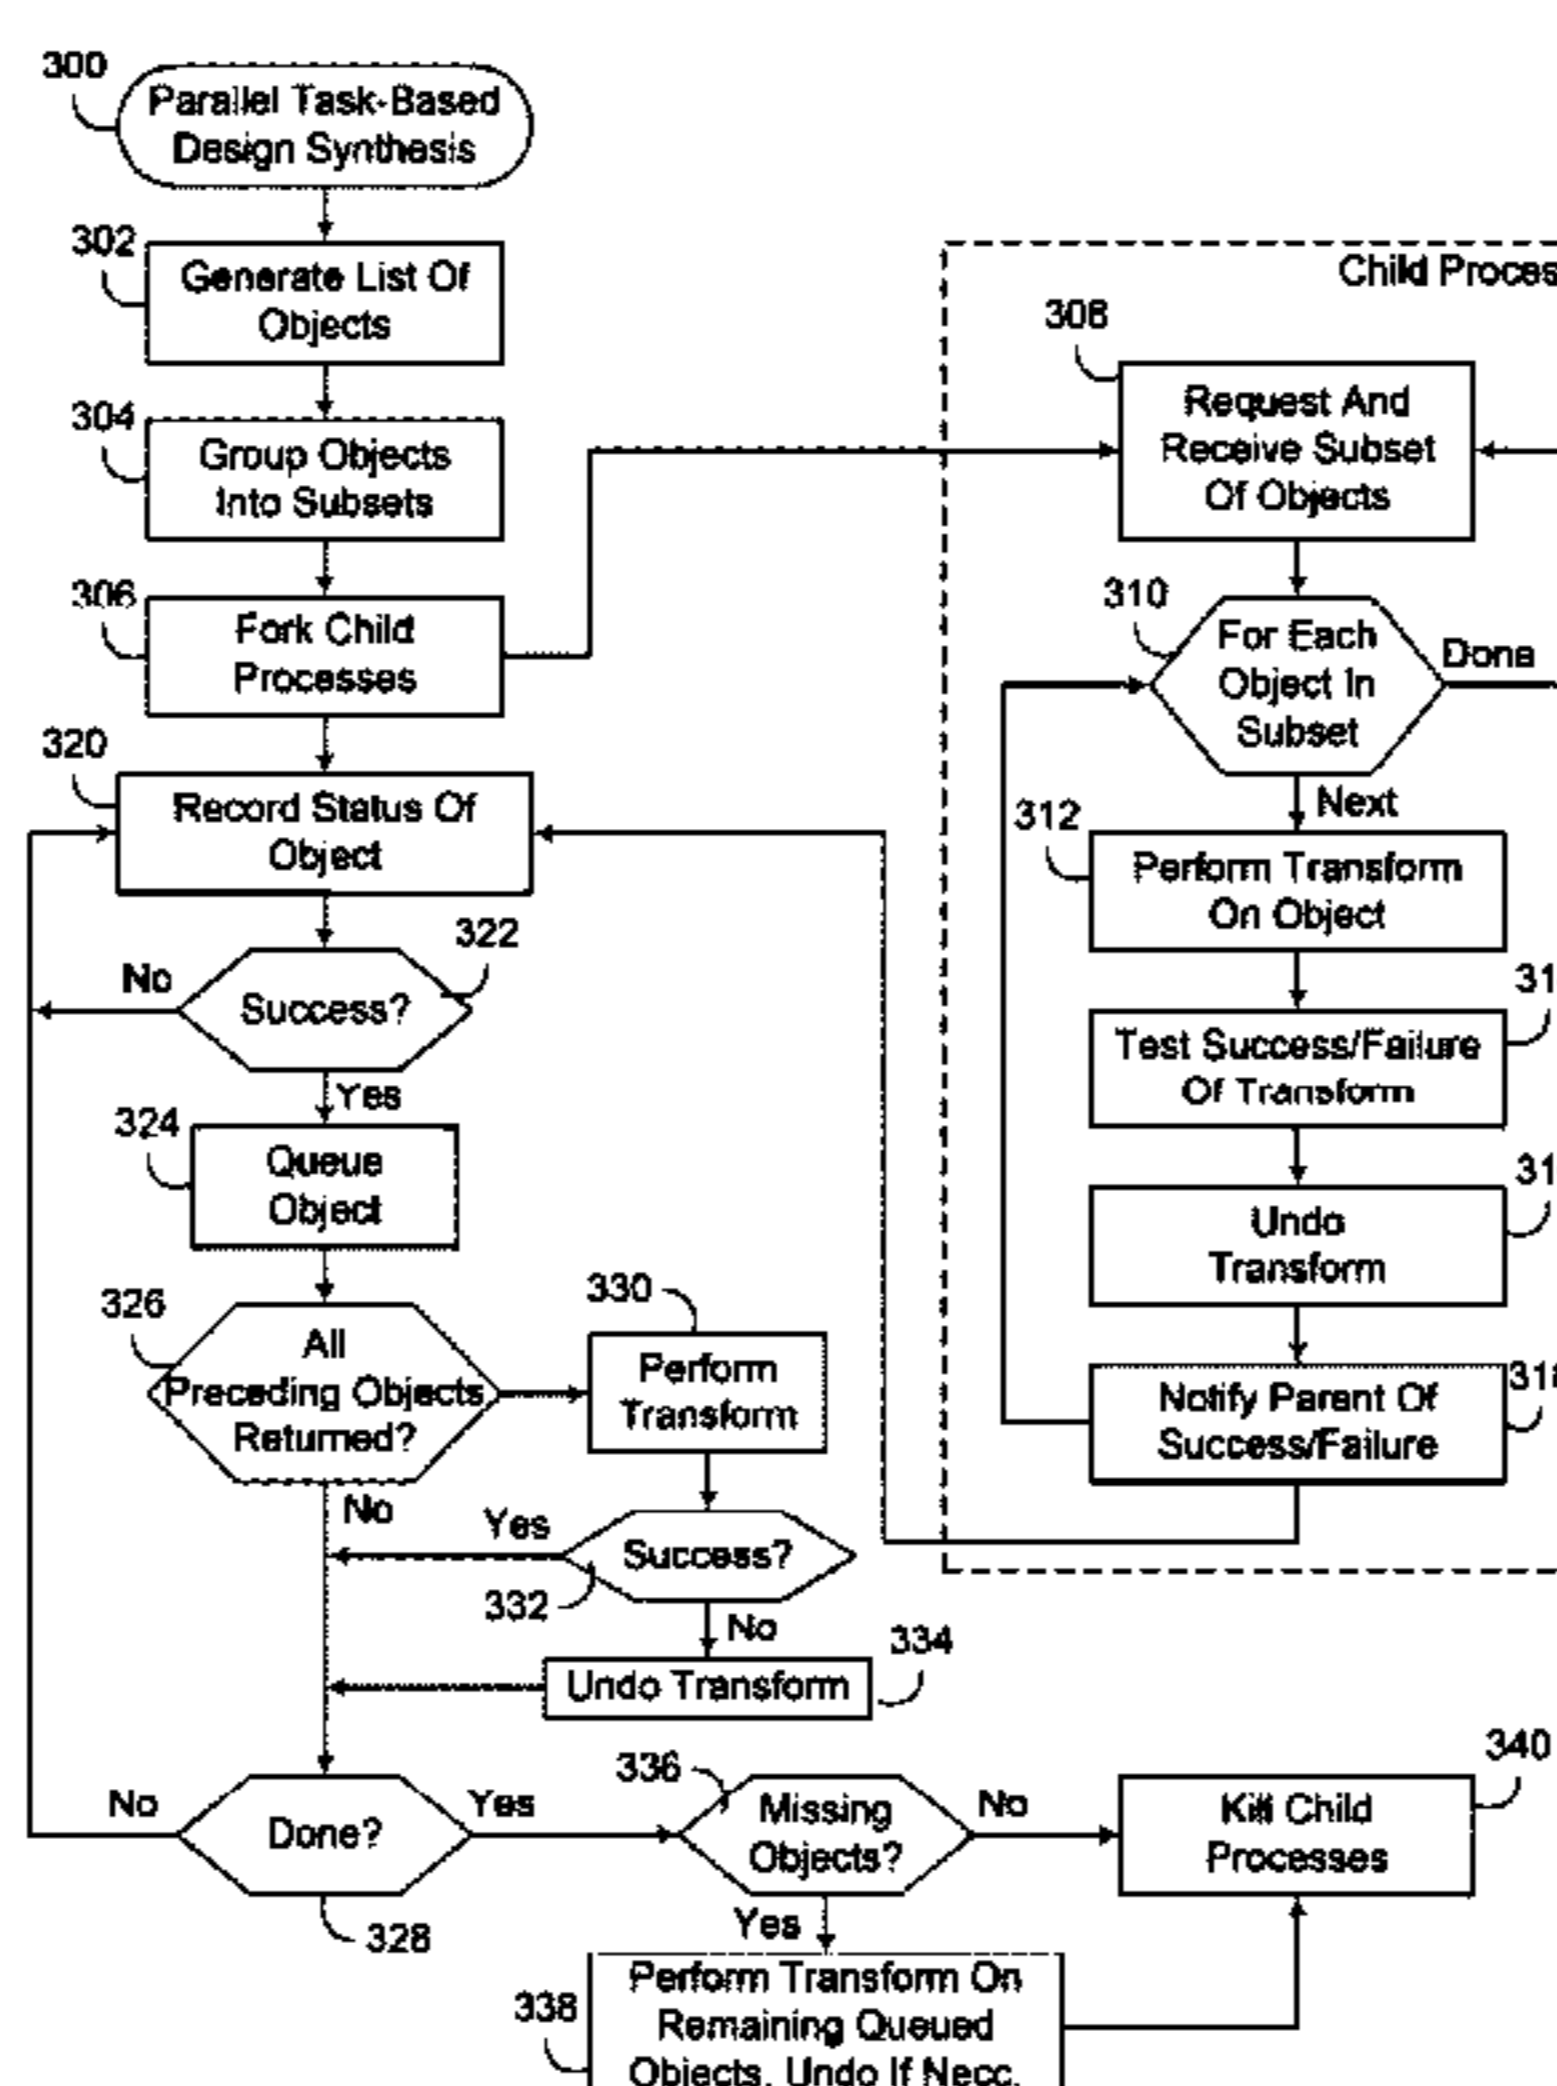 300
Parallel Task-Based
Design Synthesis
302
Generate List Of
Objects
304
Group Objects
Into Subsets
306
Fork Child
Processes
320
Record Status Of
Object
322
No
Success?
Yes
324
Queue
Object
326
All
Preceding Objects
Returned?
No
330
Perform
Transform
Yes
Success?
332
No
334
Undo Transform
No
Done?
Yes
328
336
Missing
Objects?
No
Yes
340
Kill Child
Processes
338
Perform Transform On
Remaining Queued
Objects, Undo If Necc.
Child Proces
308
Request And
Receive Subset
Of Objects
310
For Each
Object In
Subset
Done
Next
312
Perform Transform
On Object
31
Test Success/Failure
Of Transform
31
Undo
Transform
31
Notify Parent Of
Success/Failure